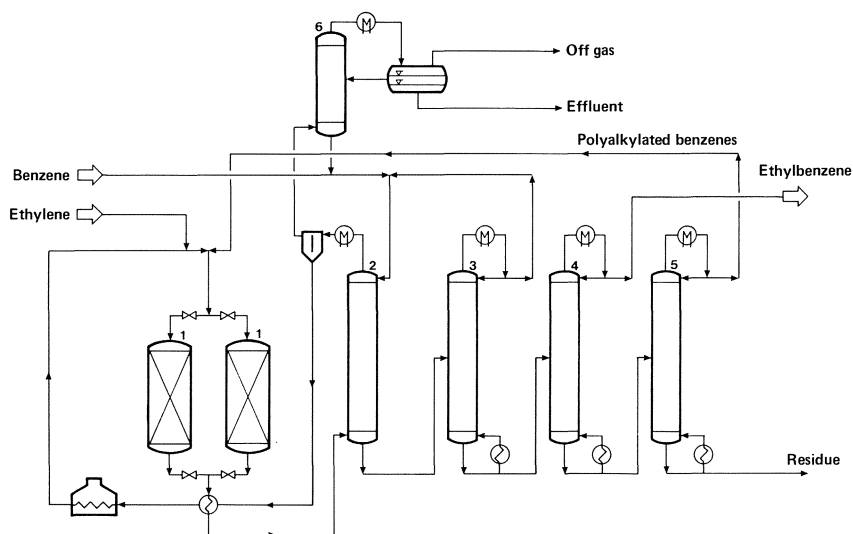 6
Off gas
Effluent
Polyalkylated benzenes
Benzene
Ethylbenzene
Ethylene
M
M
M
M
M
2
3
4
5
1
1
Residue